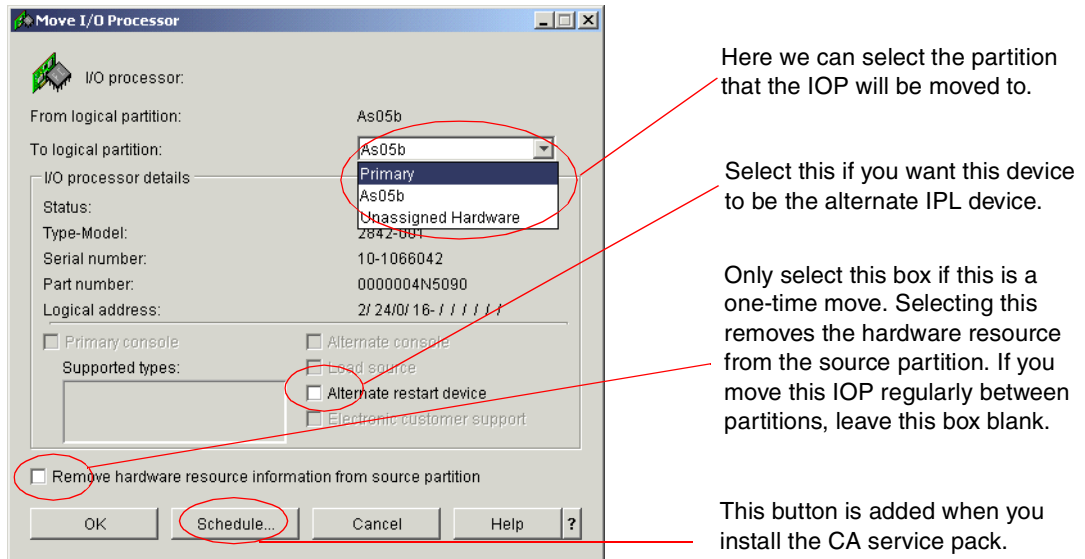 Move I/O Processor
I/O processor:
From logical partition: As05b
To logical partition: As05b
Primary
As05b
Unassigned Hardware
I/O processor details
Status:
Type-Model: 2842-001
Serial number: 10-1066042
Part number: 0000004N5090
Logical address: 2/ 24/0/ 16- / / / / / /
Primary console
Alternate console
Supported types:
Load source
Alternate restart device
Electronic customer support
Remove hardware resource information from source partition
OK Schedule... Cancel Help ?
Here we can select the partition
that the IOP will be moved to.
Select this if you want this device
to be the alternate IPL device.
Only select this box if this is a
one-time move. Selecting this
removes the hardware resource
from the source partition. If you
move this IOP regularly between
partitions, leave this box blank.
This button is added when you
install the CA service pack.